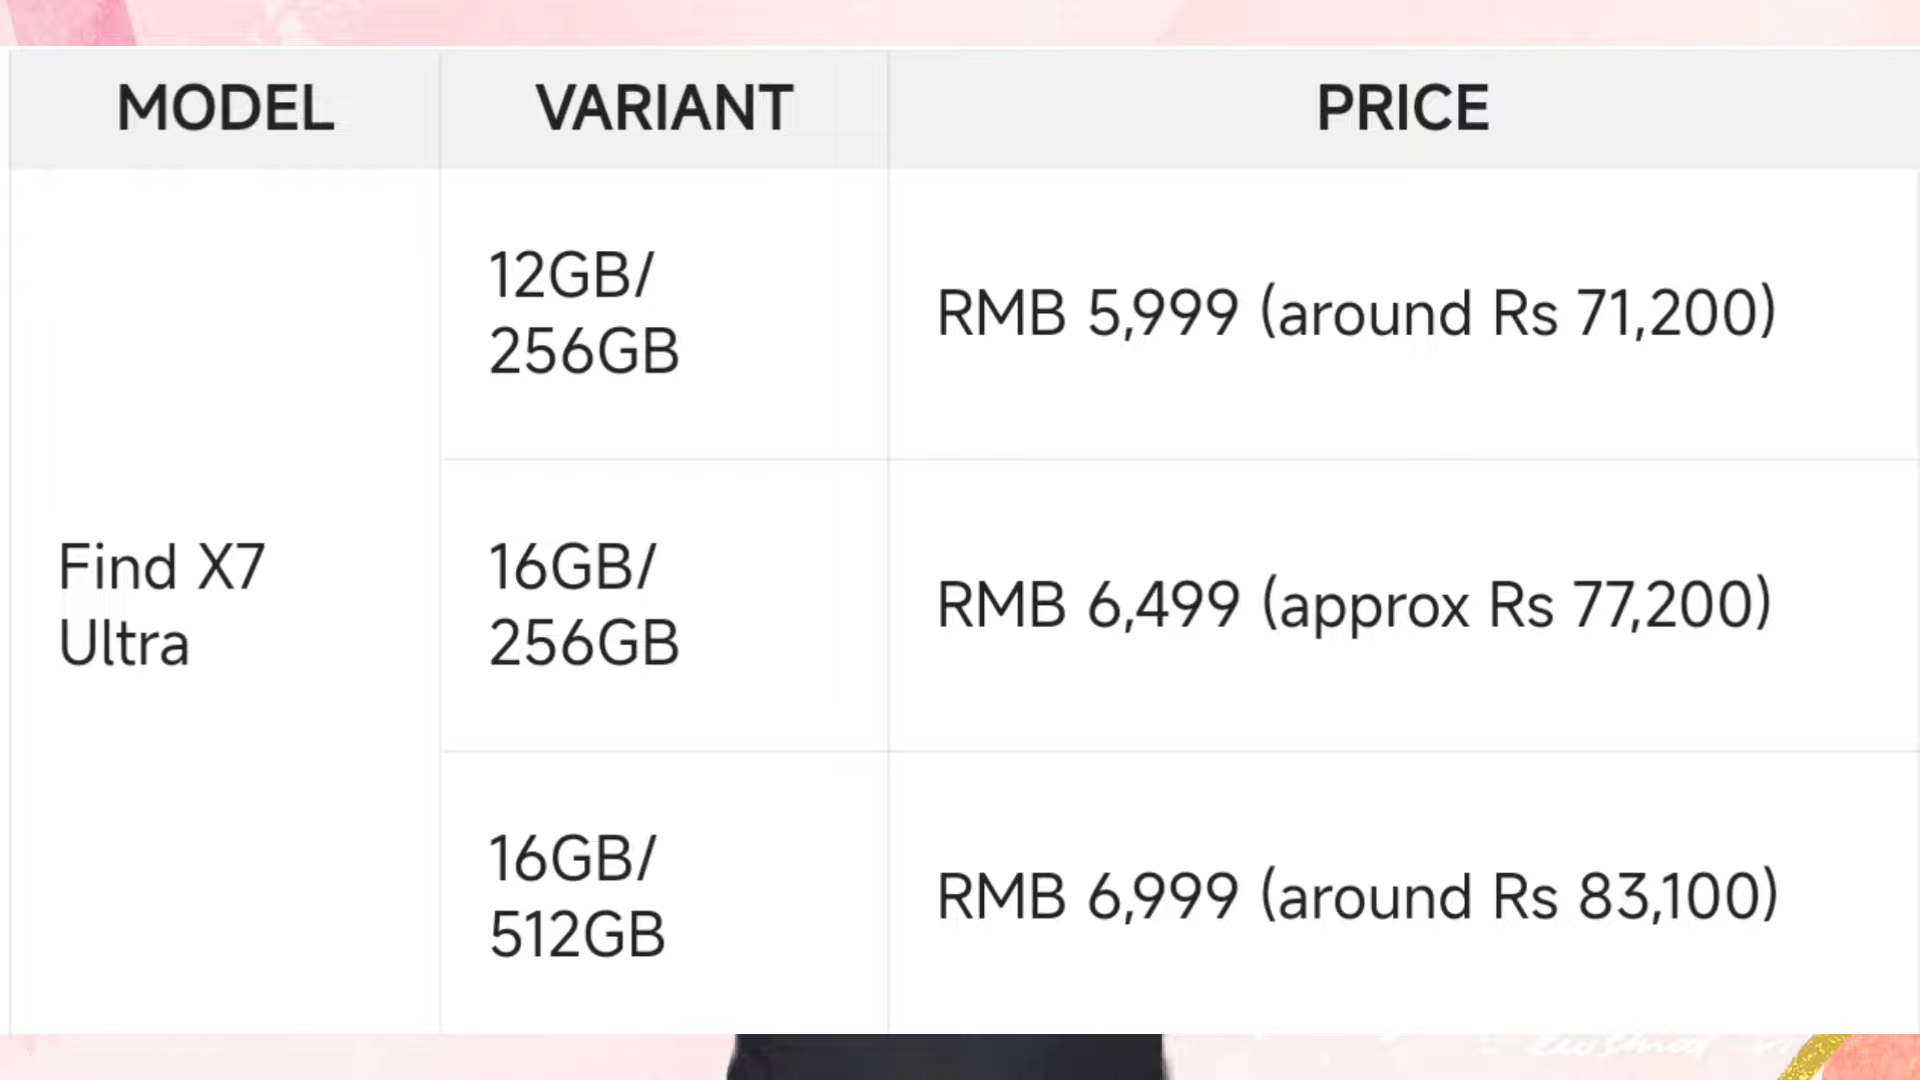 MODEL VARIANT PRICE
12GB/
256GB
RMB 5,999 (around Rs 71,200)
Find X7
Ultra
16GB/
256GB
RMB 6,499 (approx Rs 77,200)
16GB/
512GB
RMB 6,999 (around Rs 83,100)